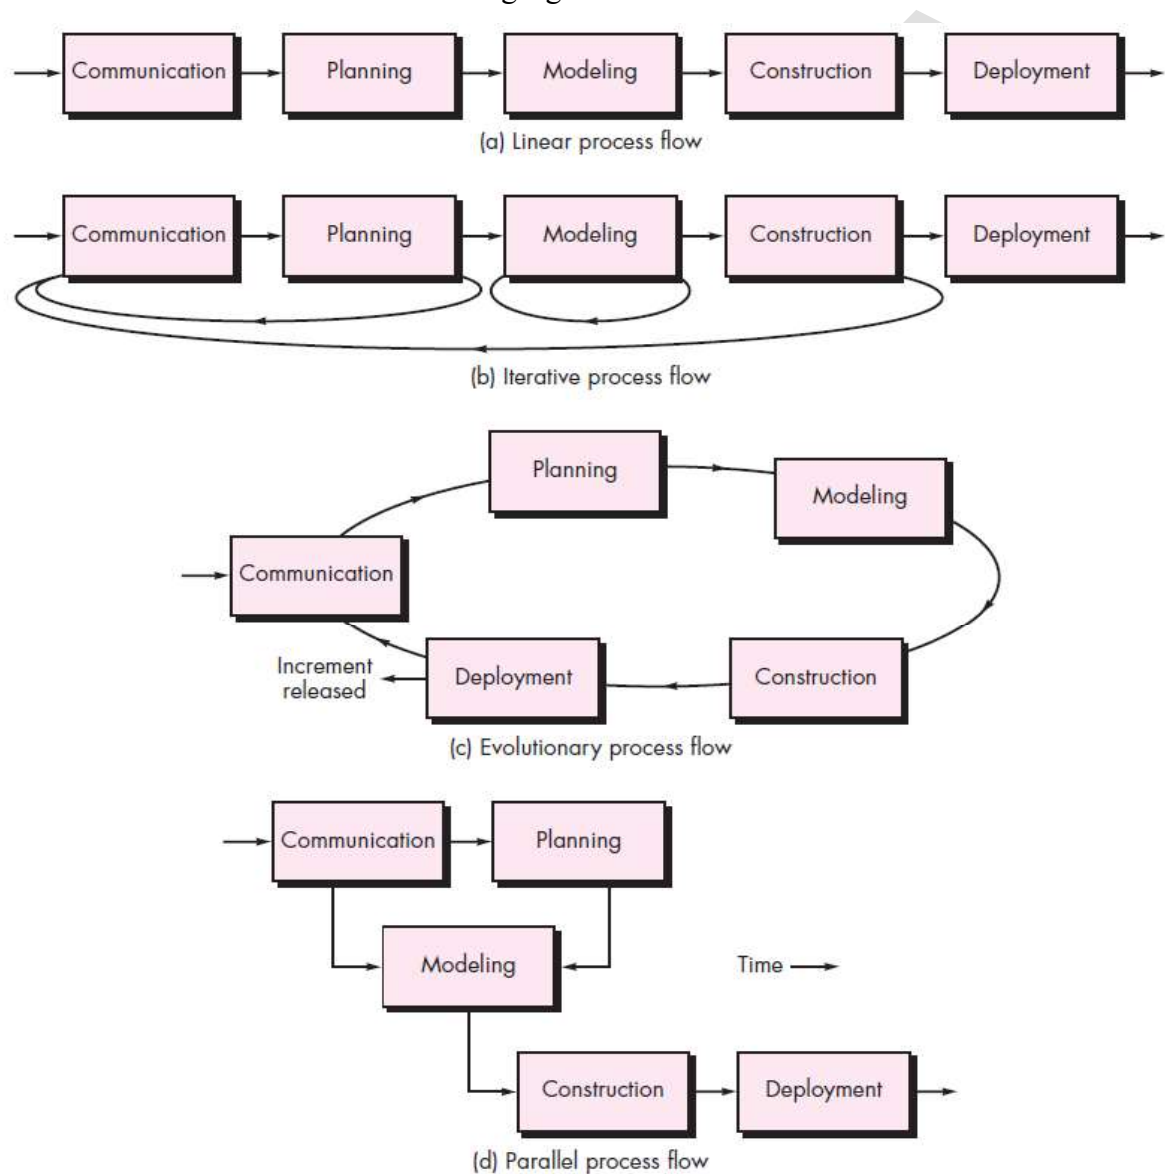 Communication Planning Modeling Construction Deployment
(a) Linear process flow
Communication Planning Modeling Construction Deployment
(b) Iterative process flow
Planning
Modeling
Communication
Increment
released
Deployment
Construction
(c) Evolutionary process flow
Communication Planning
Modeling
Time
Construction Deployment
(d) Parallel process flow